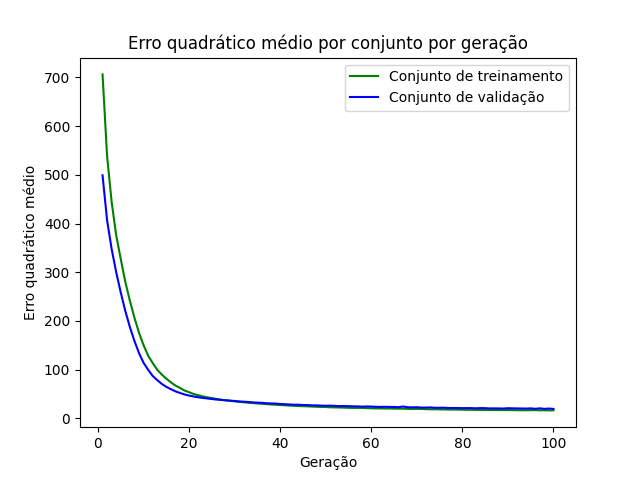 Erro quadrático médio por conjunto por geração
Conjunto de treinamento
Conjunto de validação
Erro quadrático médio
700
600
500
400
300
200
100
0
0 20 40 60 80 100
Geração